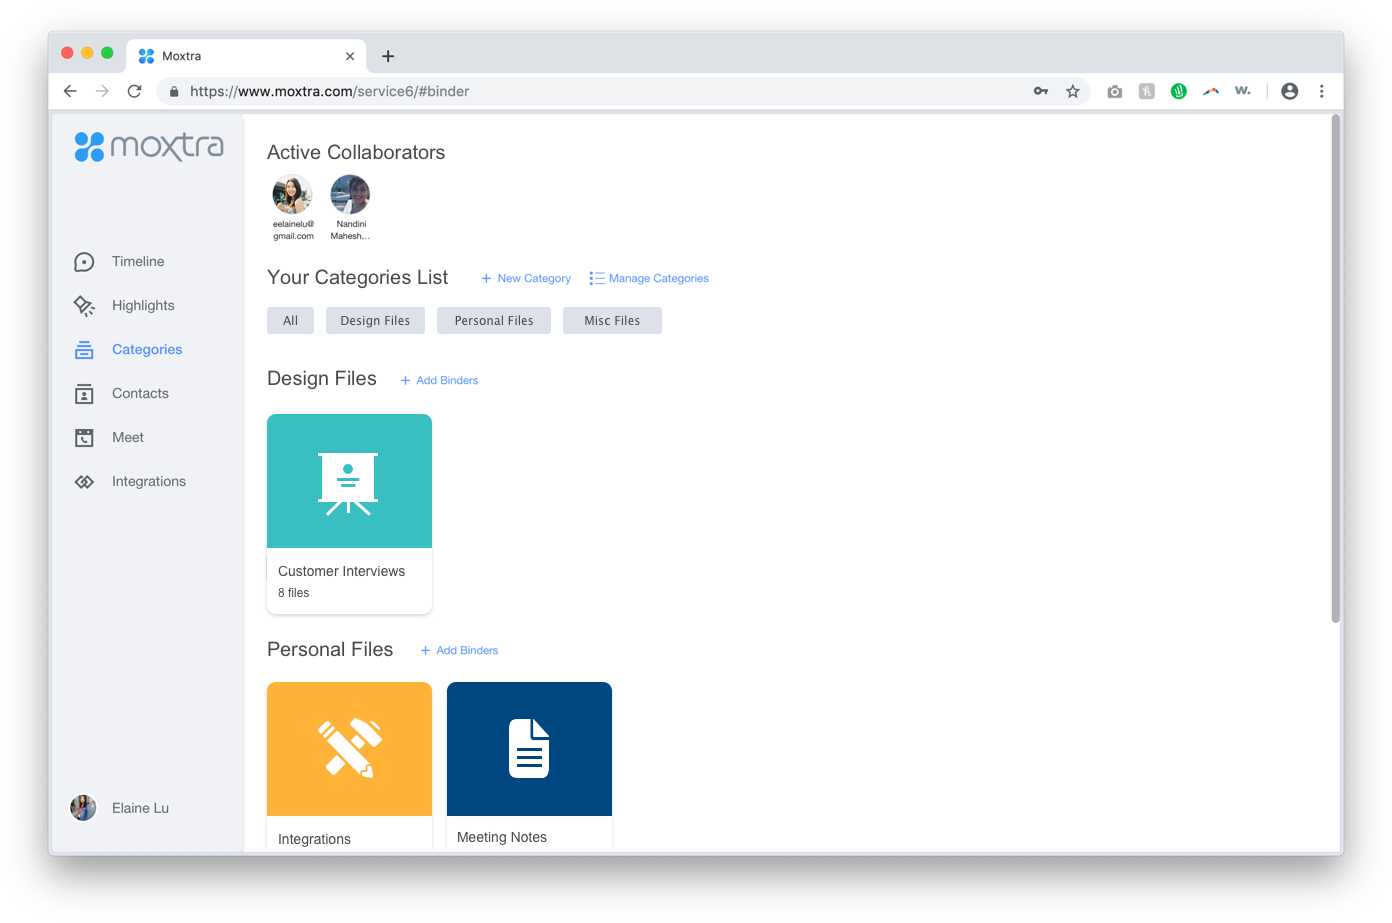 Moxtra
https://www.moxtra.com/service6/#binder
w.
moxtra
Timeline
Highlights
Categories
Contacts
Meet
Integrations
Elaine Lu
Active Collaborators
eelainelu@
gmail.com
Nandini
Mahesh...
Your Categories List
+ New Category
Manage Categories
All
Design Files
Personal Files
Misc Files
Design Files
+ Add Binders
Customer Interviews
8 files
Personal Files
+ Add Binders
Integrations
Meeting Notes